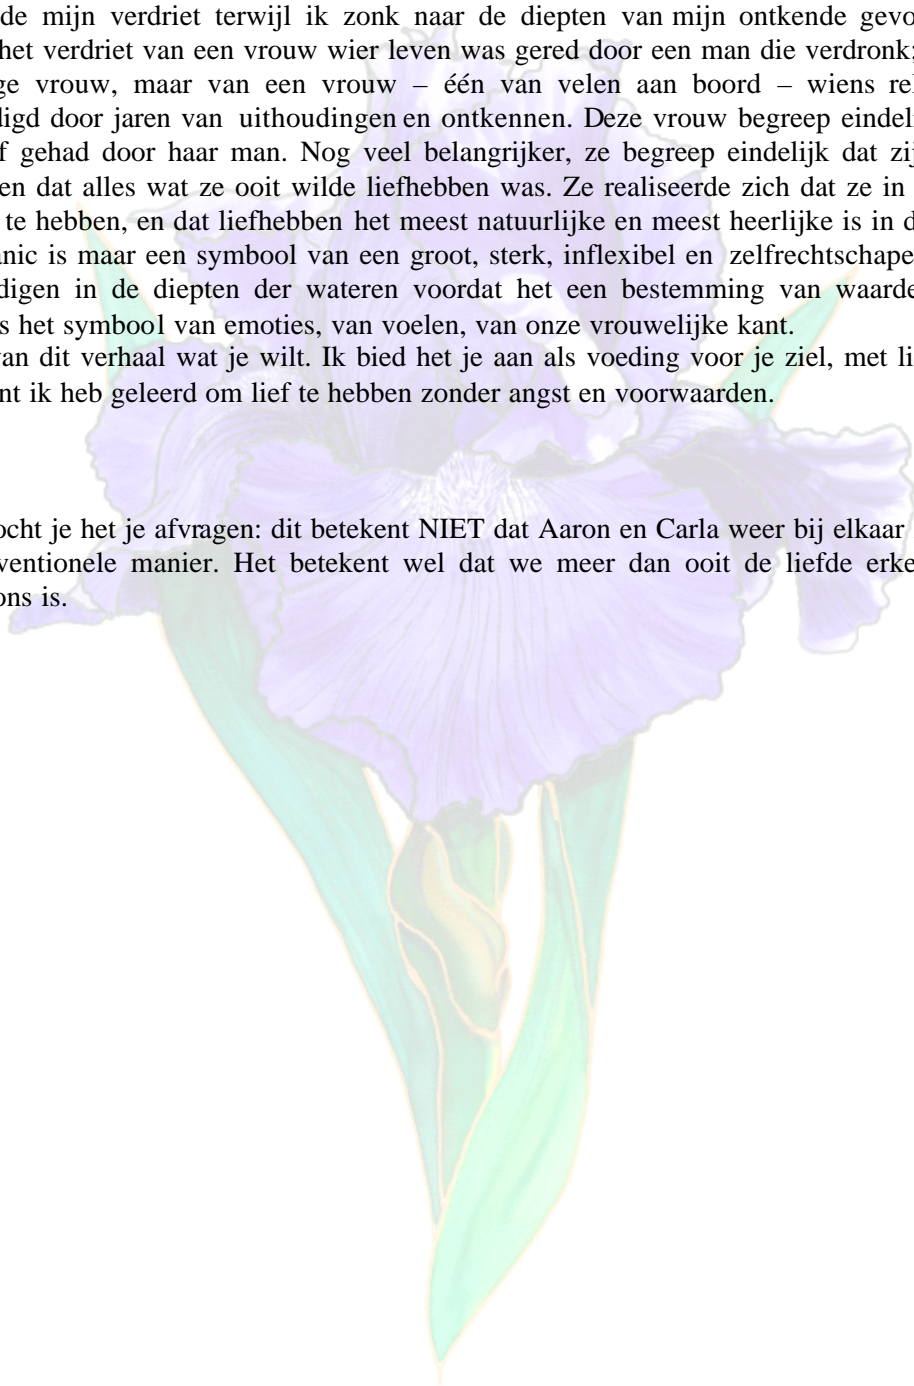 de mijn verdriet terwijl ik zonk naar de diepten van mijn ontkende gevo
het verdriet van een vrouw wier leven was gered door een man die verdronk;
ge vrouw, maar van een vrouw – één van velen aan boord – wiens rel
digd door jaren van uithoudingen en ontkennen. Deze vrouw begreep eindeli
f gehad door haar man. Nog veel belangrijker, ze begreep eindelijk dat zij
en dat alles wat ze ooit wilde liefhebben was. Ze realiseerde zich dat ze in
te hebben, en dat liefhebben het meest natuurlijke en meest heerlijke is in d
anic is maar een symbool van een groot, sterk, inflexibel en zelfrechtschape
digen in de diepten der wateren voordat het een bestemming van waarde
s het symbool van emoties, van voelen, van onze vrouwelijke kant.
van dit verhaal wat je wilt. Ik bied het je aan als voeding voor je ziel, met li
nt ik heb geleerd om lief te hebben zonder angst en voorwaarden.
ocht je het je afvragen: dit betekent NIET dat Aaron en Carla weer bij elkaar
ventionele manier. Het betekent wel dat we meer dan ooit de liefde erke
ons is.